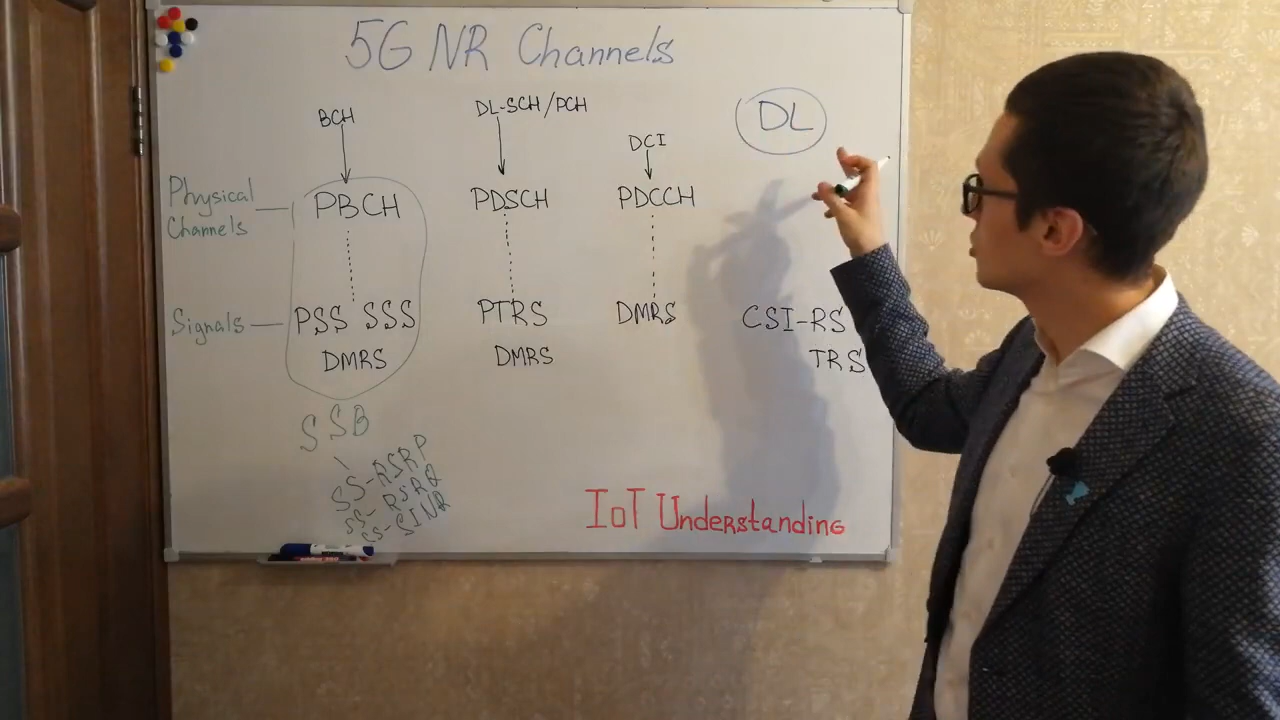 5G NR Channels
BCH
DL-SCH/PCH
DCI
DL
Physical
Channels
PBCH
PDSCH
PDCCH
Signals
PSS SSS
DMRS
PTRS
DMRS
DMRS
CSI-RS
TRS
SSB
SS-RSRP
SS-RSRQ
SS-SINR
IoT Understanding